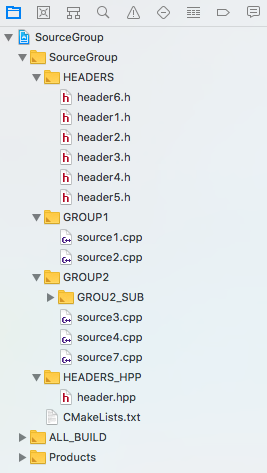 SourceGroup
SourceGroup
HEADERS
header6.h
header1.h
header2.h
header3.h
header4.h
header5.h
GROUP1
source1.cpp
source2.cpp
GROUP2
GROU2_SUB
source3.cpp
source4.cpp
source7.cpp
HEADERS_HPP
header.hpp
CMakeLists.txt
ALL_BUILD
Products